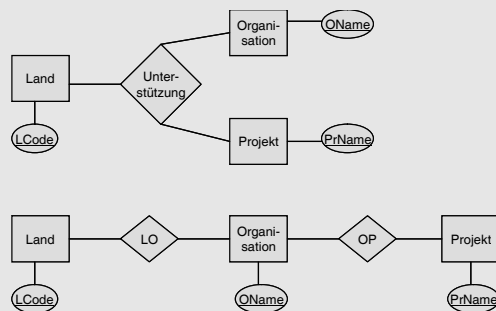 Organi-
sation
OName
Land
Unter-
stützung
LCode
Projekt
PrName
Land
LO
Organi-
sation
OP
Projekt
LCode
OName
PrName